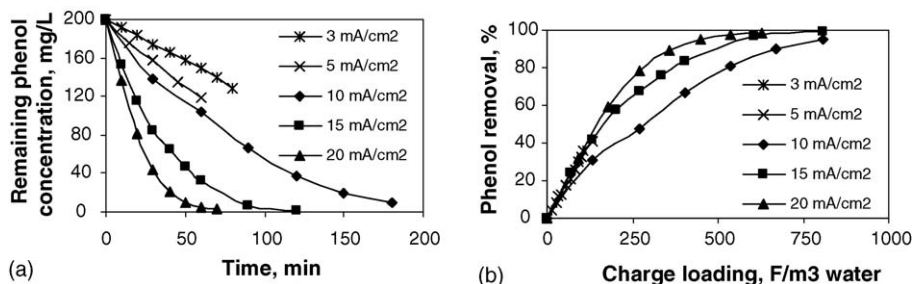 Remaining phenol
concentration, mg/L
200
160
120
80
40
0
3 mA/cm2
5 mA/cm2
10 mA/cm2
15 mA/cm2
20 mA/cm2
0 50 100 150 200
(a)
Time, min
Phenol removal, %
100
80
60
40
20
0
3 mA/cm2
5 mA/cm2
10 mA/cm2
15 mA/cm2
20 mA/cm2
0 250 500 750 1000
(b)
Charge loading, F/m3 water